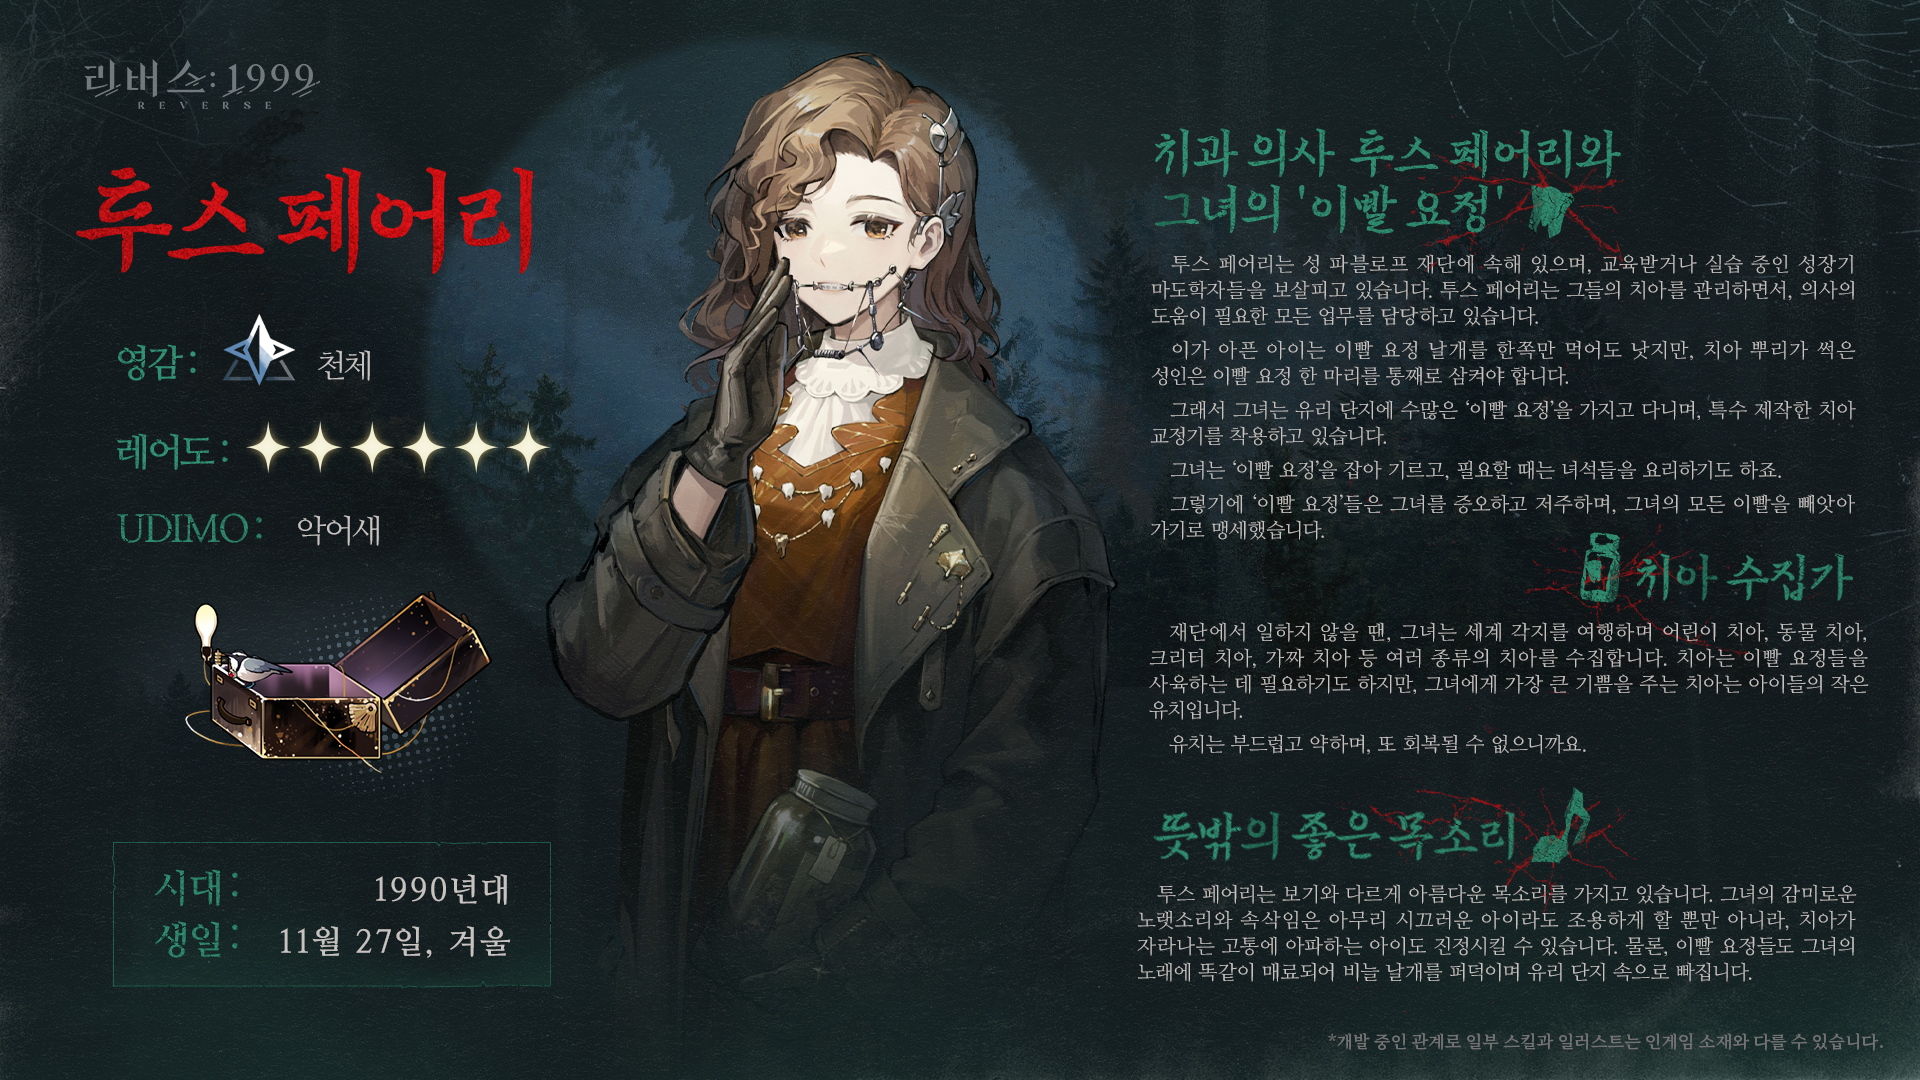 리버스:1999
REVERSE
투스 페어리
영감: 천체
레어도:
UDIMO: 악어새
시대: 1990년대
생일: 11월 27일, 겨울
치과 의사 투스 페어리와
그녀의 '이빨 요정'
투스 페어리는 성 파블로프 재단에 속해 있으며, 교육받거나 실습 중인 성장기
마도학자들을 보살피고 있습니다. 투스 페어리는 그들의 치아를 관리하면서, 의사의
도움이 필요한 모든 업무를 담당하고 있습니다.
이가 아픈 아이는 이빨 요정 날개를 한쪽만 먹어도 낫지만, 치아 뿌리가 썩은
성인은 이빨 요정 한 마리를 통째로 삼켜야 합니다.
그래서 그녀는 유리 단지에 수많은 ‘이빨 요정’을 가지고 다니며, 특수 제작한 치아
교정기를 착용하고 있습니다.
그녀는 ‘이빨 요정’을 잡아 기르고, 필요할 때는 녀석들을 요리하기도 하죠.
그렇기에 ‘이빨 요정’들은 그녀를 증오하고 저주하며, 그녀의 모든 이빨을 빼앗아
가기로 맹세했습니다.
치아 수집가
재단에서 일하지 않을 땐, 그녀는 세계 각지를 여행하며 어린이 치아, 동물 치아,
크리터 치아, 가짜 치아 등 여러 종류의 치아를 수집합니다. 치아는 이빨 요정들을
사육하는 데 필요하기도 하지만, 그녀에게 가장 큰 기쁨을 주는 치아는 아이들의 작은
유치입니다.
유치는 부드럽고 약하며, 또 회복될 수 없으니까요.
뜻밖의 좋은 목소리
투스 페어리는 보기와 다르게 아름다운 목소리를 가지고 있습니다. 그녀의 감미로운
노랫소리와 속삭임은 아무리 시끄러운 아이라도 조용하게 할 뿐만 아니라, 치아가
자라나는 고통에 아파하는 아이도 진정시킬 수 있습니다. 물론, 이빨 요정들도 그녀의
노래에 똑같이 매료되어 비늘 날개를 퍼덕이며 유리 단지 속으로 빠집니다.
*개발 중인 관계로 일부 스킬과 일러스트는 인게임 소재와 다를 수 있습니다.